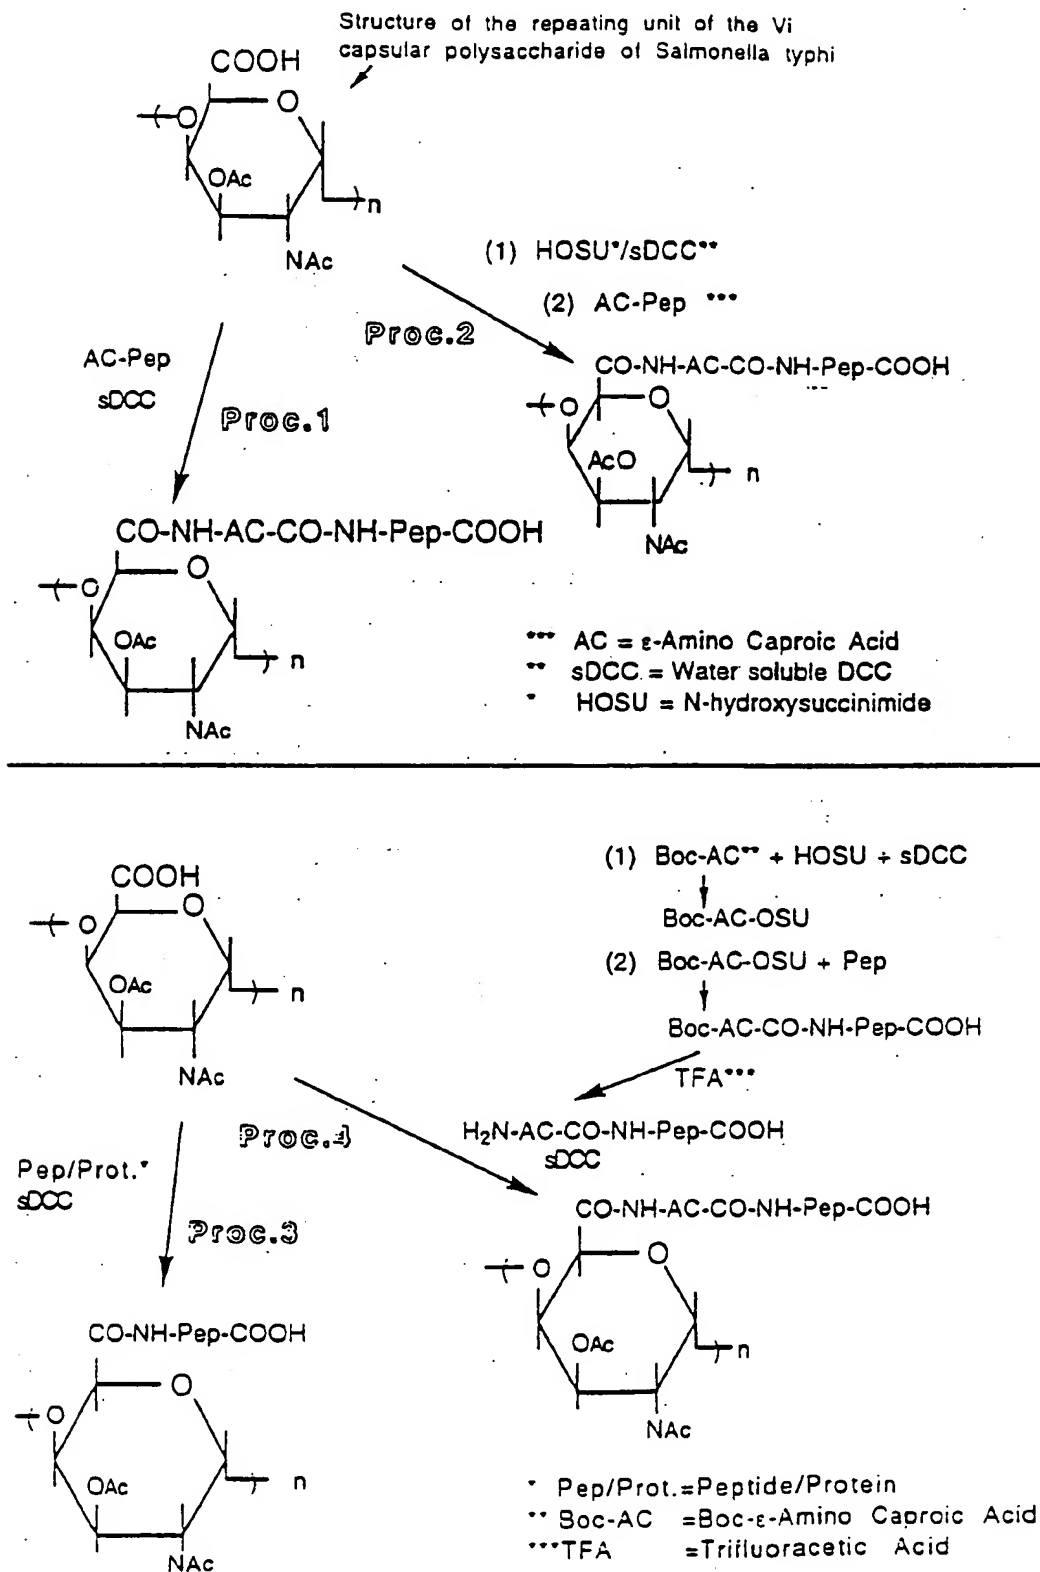 Structure of the repeating unit of the Vi
capsular polysaccharide of Salmonella typhi
COOH
O
O
OAc
n
NAc
(1) HOSU*/sDCC**
(2) AC-Pep ***
Proc.2
AC-Pep
sDCC
Proc.1
CO-NH-AC-CO-NH-Pep-COOH
O
O
AcO
n
NAc
CO-NH-AC-CO-NH-Pep-COOH
O
O
OAc
n
NAc
*** AC = ε-Amino Caproic Acid
** sDCC = Water soluble DCC
* HOSU = N-hydroxysuccinimide
(1) Boc-AC** + HOSU + sDCC
Boc-AC-OSU
(2) Boc-AC-OSU + Pep
Boc-AC-CO-NH-Pep-COOH
TFA***
H2N-AC-CO-NH-Pep-COOH
sDCC
COOH
O
O
OAc
n
NAc
Proc.4
Pep/Prot.*
sDCC
Proc.3
CO-NH-AC-CO-NH-Pep-COOH
O
O
OAc
n
NAc
CO-NH-Pep-COOH
O
O
OAc
n
NAc
* Pep/Prot.=Peptide/Protein
** Boc-AC =Boc-ε-Amino Caproic Acid
***TFA =Trifluoracetic Acid